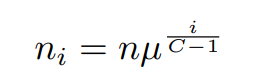 $n_i = n\mu^{\frac{i}{C-1}}$